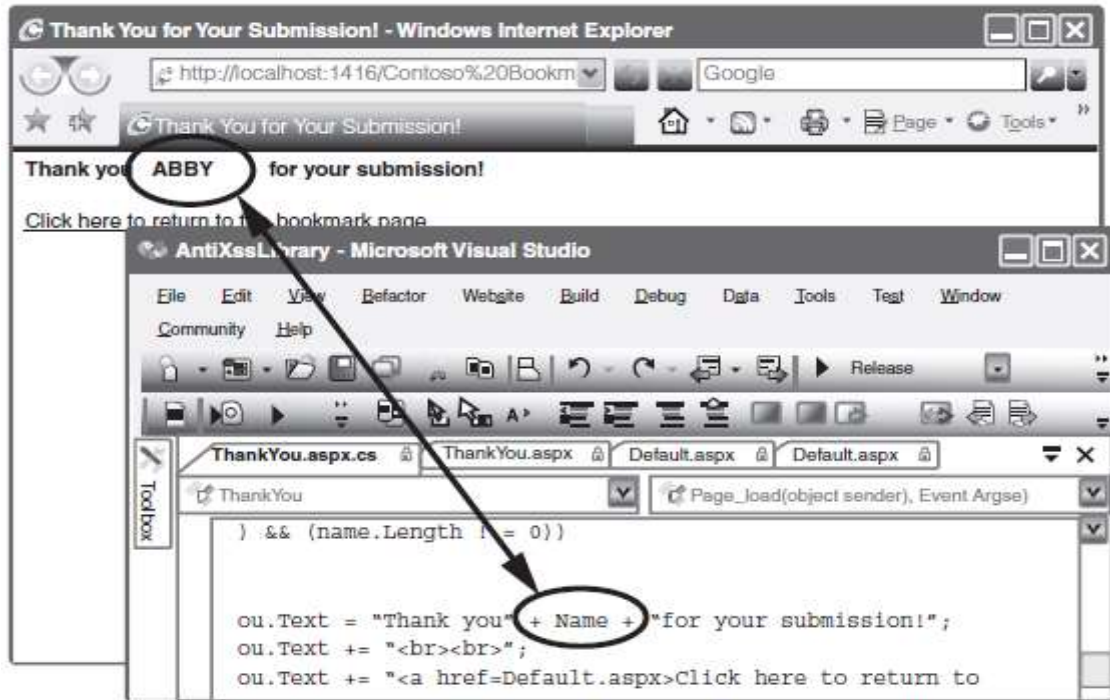 Thank You for Your Submission! - Windows Internet Explorer
http://localhost:1416/Contoso%20Bookm
Google
Thank You for Your Submission!
Page
Tools
Thank you ABBY for your submission!
Click here to return to the bookmark page
AntiXssLibrary - Microsoft Visual Studio
File Edit View Befactor Website Build Debug Data Tools Test Window
Community Help
Release
Toolbox
ThankYou.aspx.cs ThankYou.aspx Default.aspx Default.aspx
ThankYou Page_load(object sender), Event Argse)
) && (name.Length ! = 0))
ou.Text = "Thank you" + Name + "for your submission!";
ou.Text += "<br><br>";
ou.Text += "<a href=Default.aspx>Click here to return to